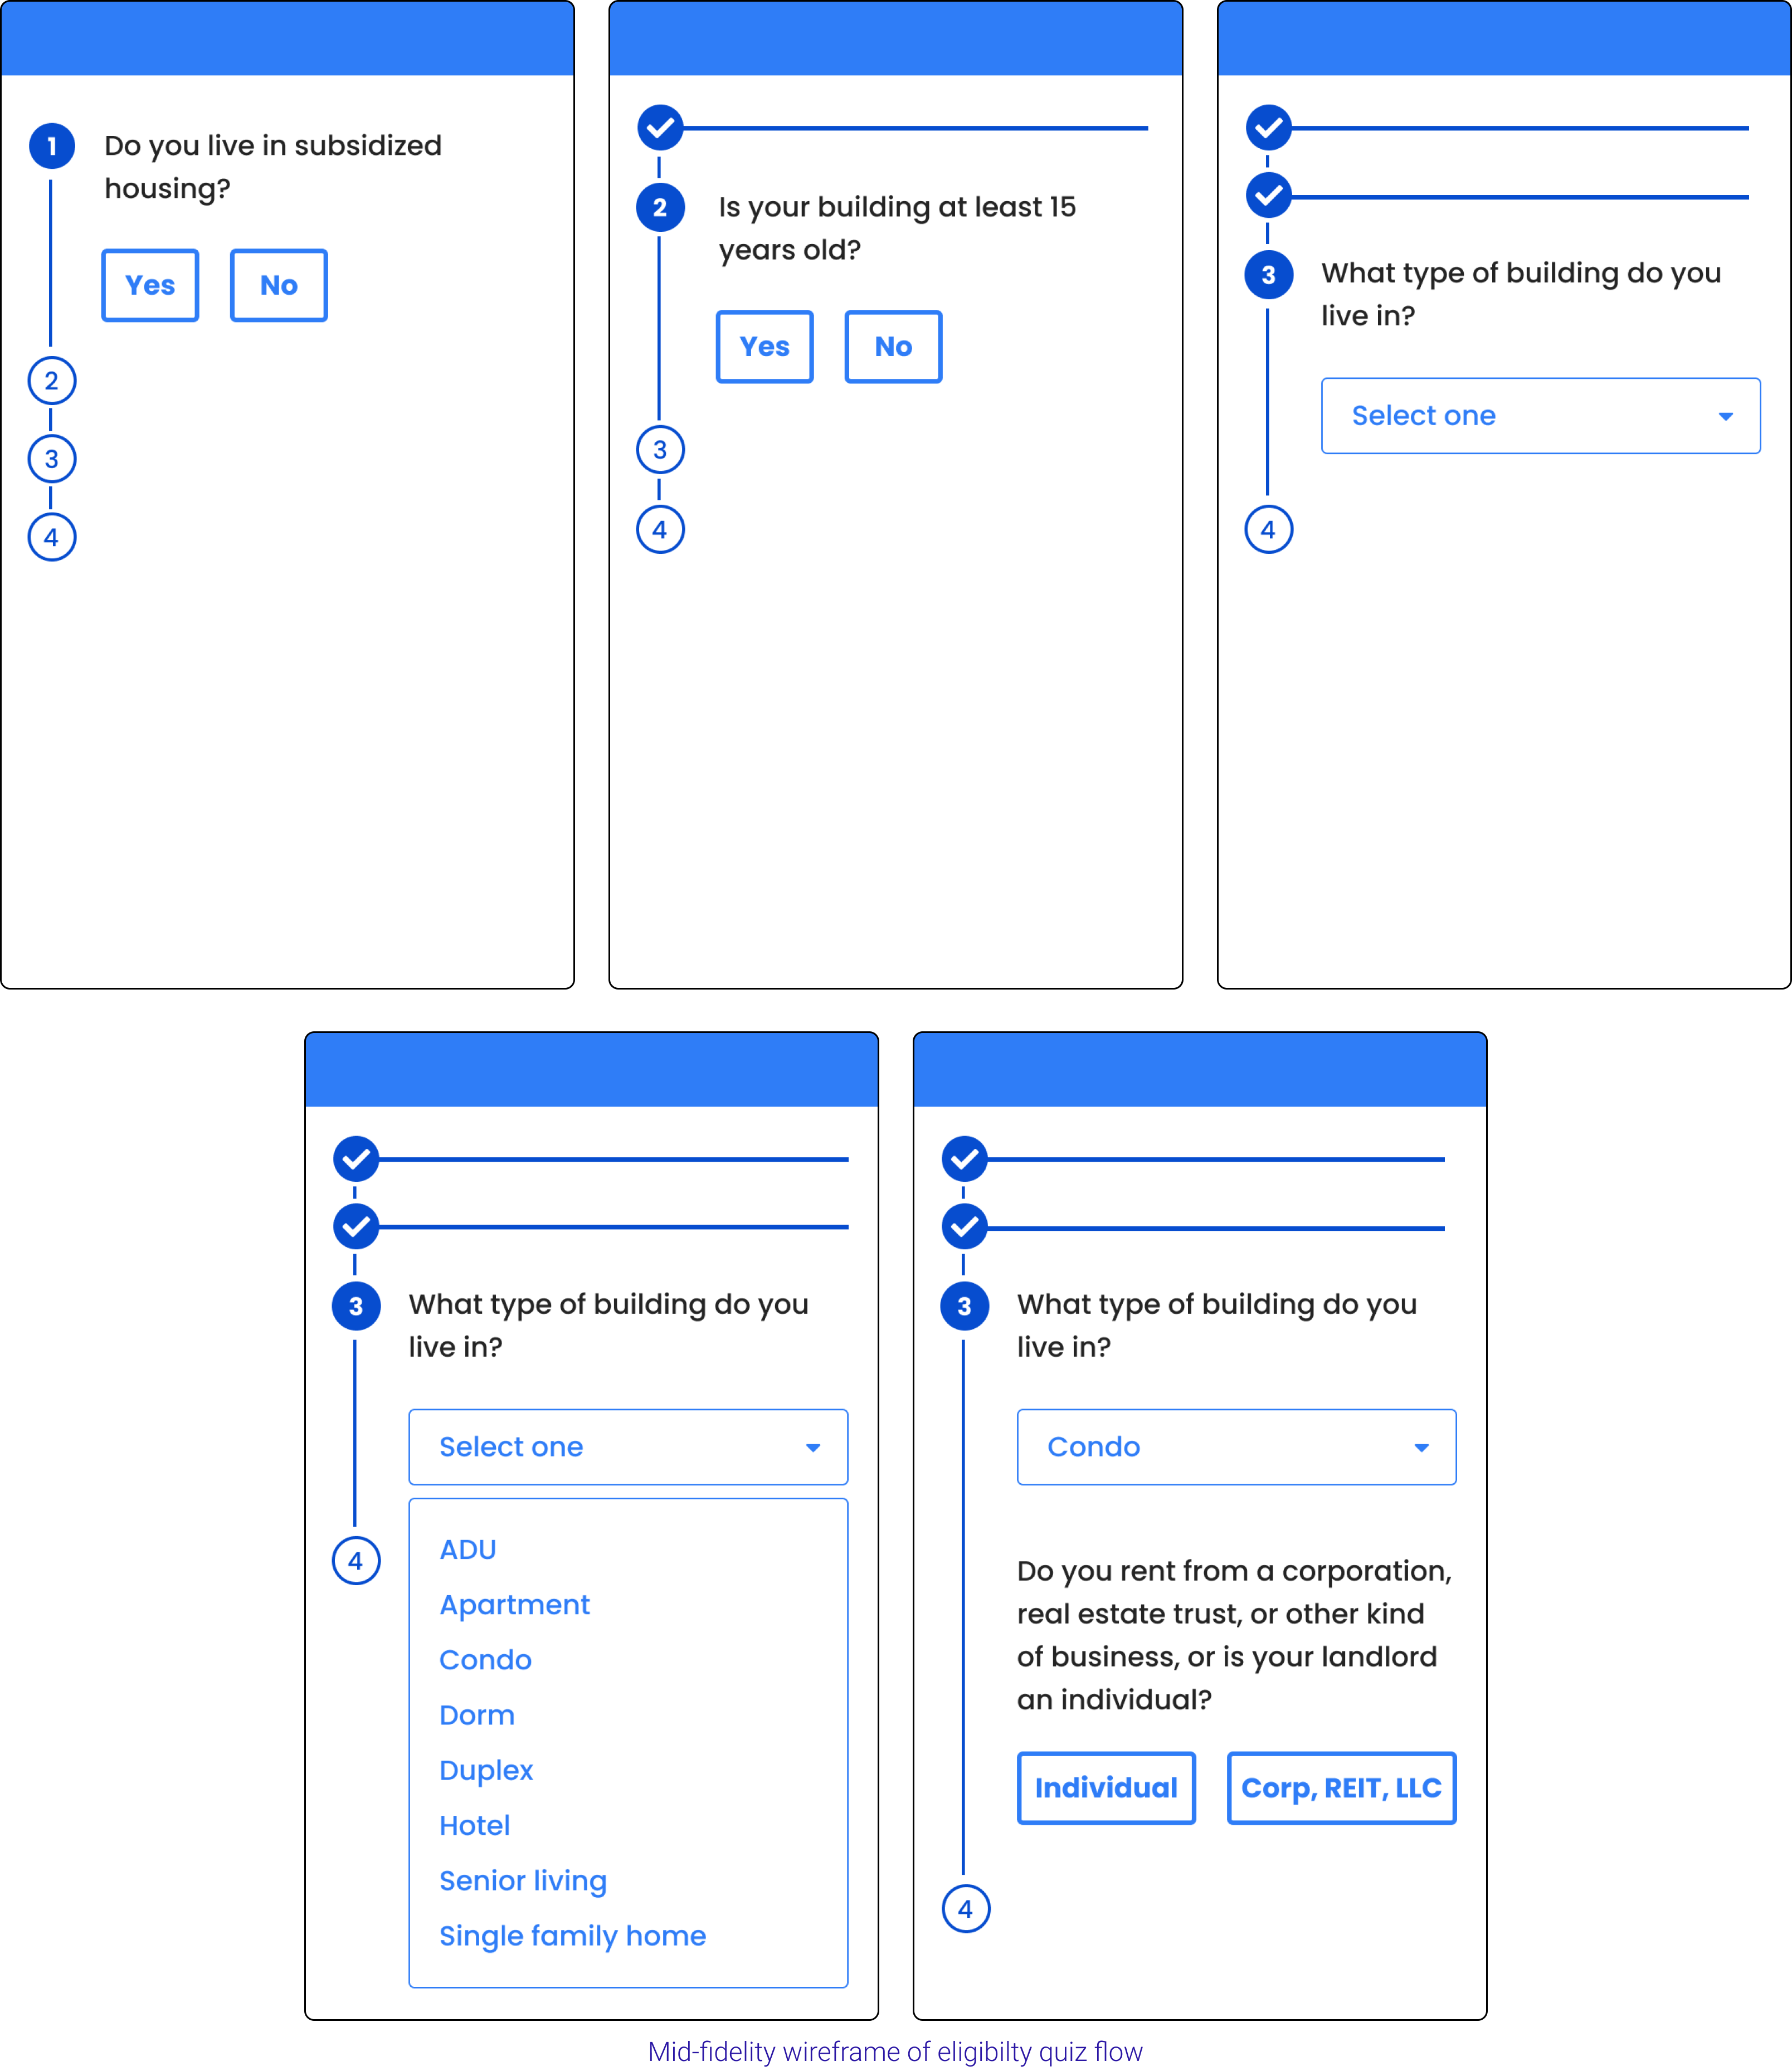 1
Do you live in subsidized
housing?
Yes No
2
3
4
2
Is your building at least 15
years old?
Yes No
3
4
3
What type of building do you
live in?
Select one
4
3
What type of building do you
live in?
Select one
4
ADU
Apartment
Condo
Dorm
Duplex
Hotel
Senior living
Single family home
3
What type of building do you
live in?
Condo
Do you rent from a corporation,
real estate trust, or other kind
of business, or is your landlord
an individual?
Individual Corp, REIT, LLC
4
Mid-fidelity wireframe of eligibilty quiz flow